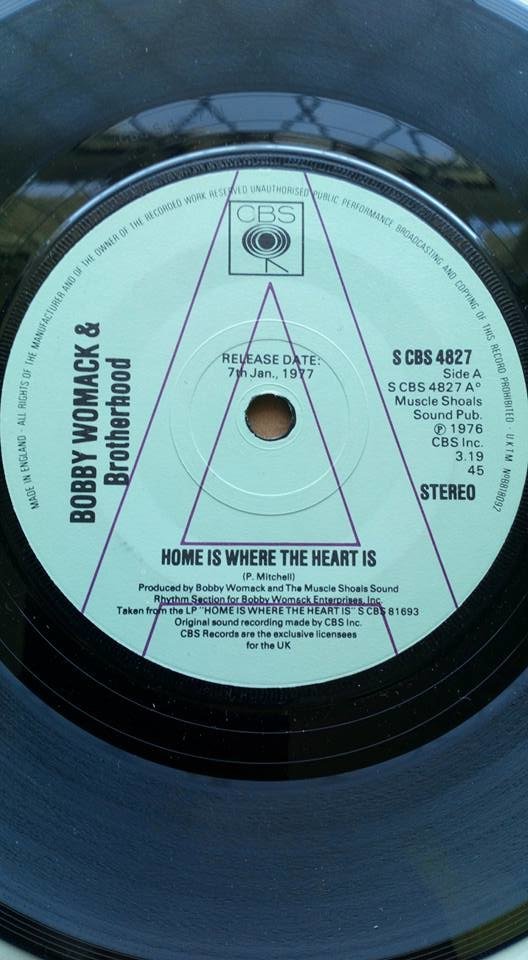 MADE IN ENGLAND - ALL RIGHTS OF THE MANUFACTURER AND OF THE OWNER OF THE RECORDED WORK RESERVED UNAUTHORISED PUBLIC PERFORMANCE BROADCASTING AND COPYING OF THIS RECORD PROHIBITED - U.K.T.M. Nº8818092
CBS
RELEASE DATE:
7th Jan., 1977
BOBBY WOMACK &
Brotherhood
S CBS 4827
Side A
S CBS 4827 A°
Muscle Shoals
Sound Pub.
℗ 1976
CBS Inc.
3.19
45
STEREO
A
HOME IS WHERE THE HEART IS
(P. Mitchell)
Produced by Bobby Womack and The Muscle Shoals Sound
Rhythm Section for Bobby Womack Enterprises, Inc.
Taken from the LP "HOME IS WHERE THE HEART IS" S CBS 81693
Original sound recording made by CBS Inc.
CBS Records are the exclusive licensees
for the UK